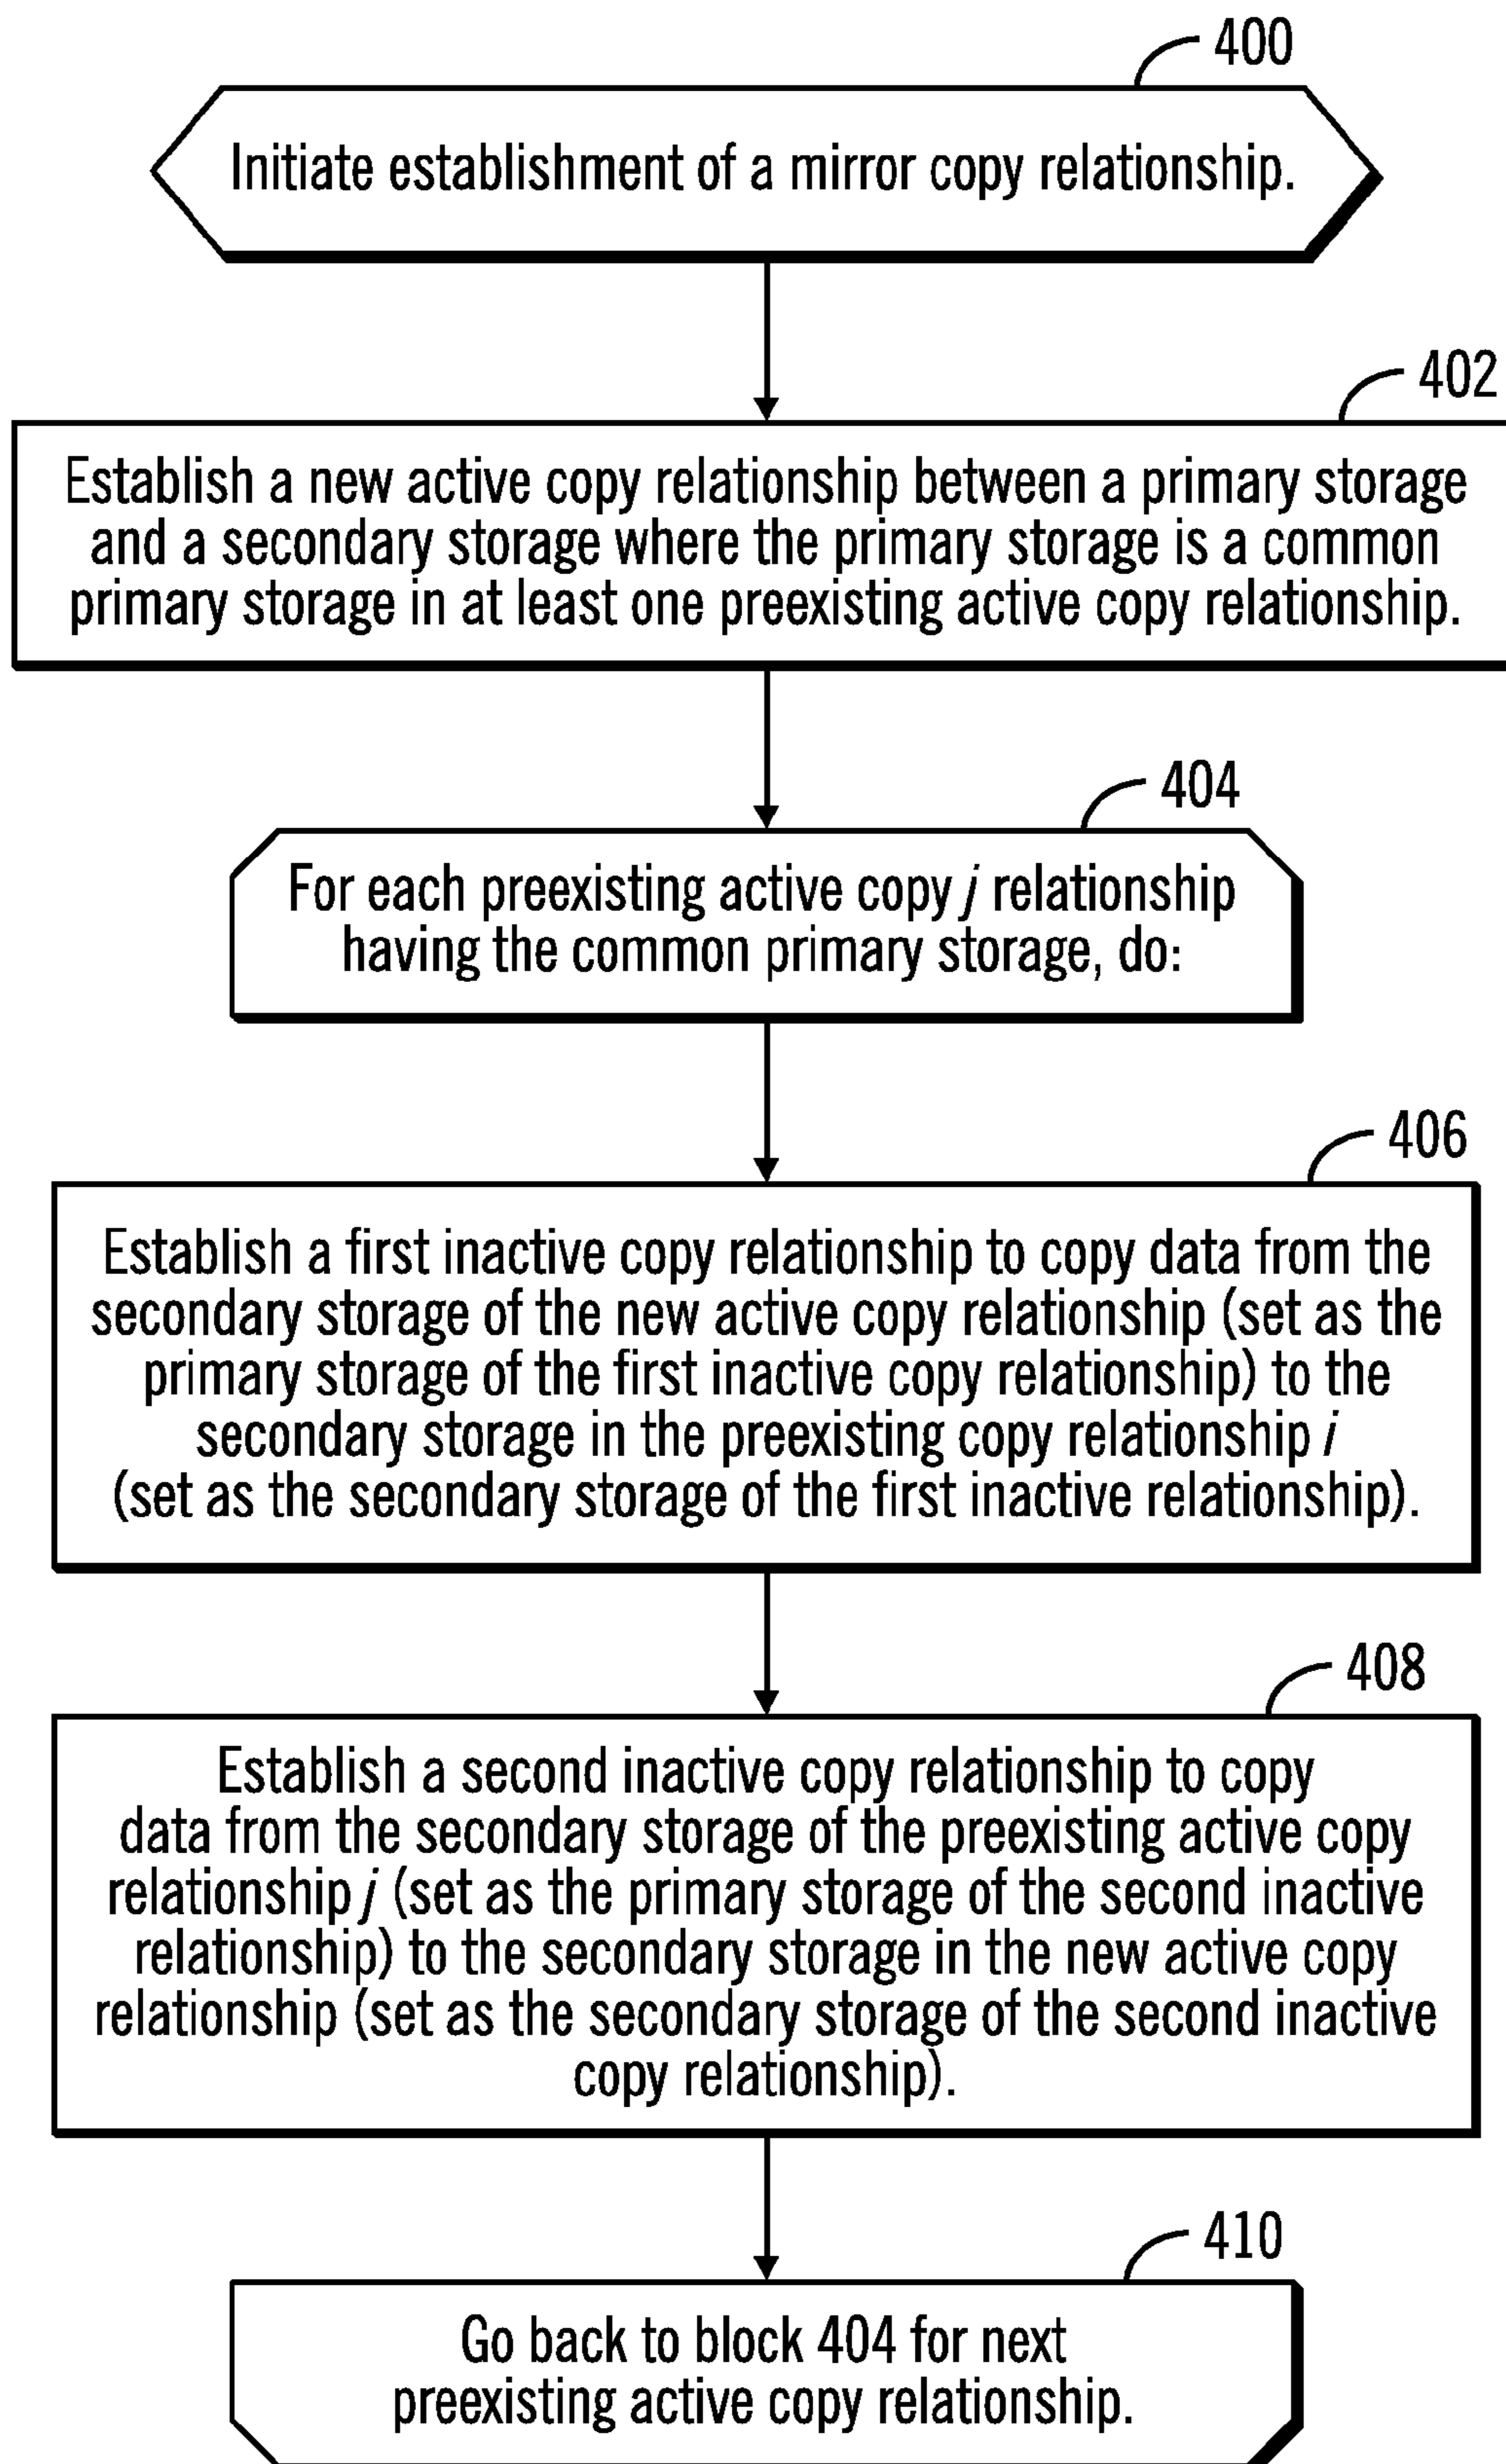 400
Initiate establishment of a mirror copy relationship.
402
Establish a new active copy relationship between a primary storage
and a secondary storage where the primary storage is a common
primary storage in at least one preexisting active copy relationship.
404
For each preexisting active copy j relationship
having the common primary storage, do:
406
Establish a first inactive copy relationship to copy data from the
secondary storage of the new active copy relationship (set as the
primary storage of the first inactive copy relationship) to the
secondary storage in the preexisting copy relationship i
(set as the secondary storage of the first inactive relationship).
408
Establish a second inactive copy relationship to copy
data from the secondary storage of the preexisting active copy
relationship j (set as the primary storage of the second inactive
relationship) to the secondary storage in the new active copy
relationship (set as the secondary storage of the second inactive
copy relationship).
410
Go back to block 404 for next
preexisting active copy relationship.